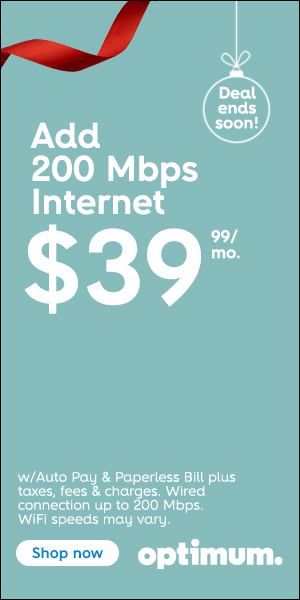 Deal
ends
soon!
Add
200 Mbps
Internet
$39 99/
mo.
w/Auto Pay & Paperless Bill plus
taxes, fees & charges. Wired
connection up to 200 Mbps.
WiFi speeds may vary.
Shop now
optimum.